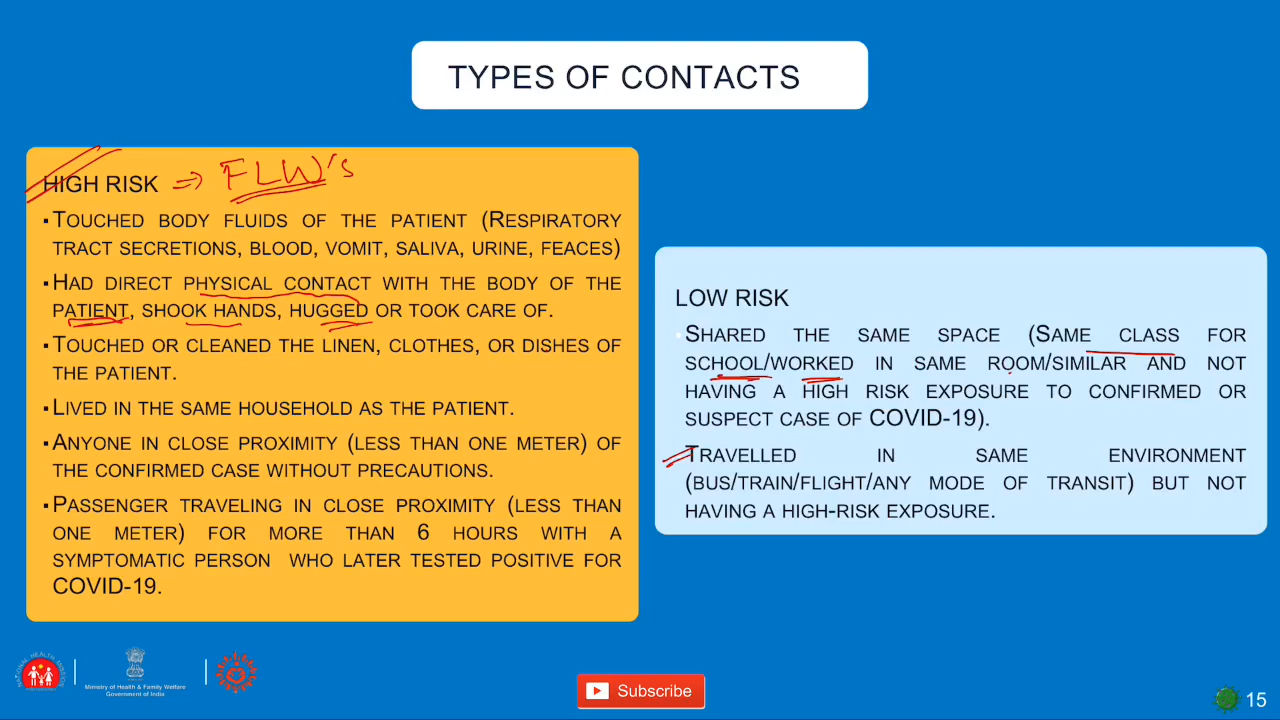 TYPES OF CONTACTS
HIGH RISK => FLW's
▪TOUCHED BODY FLUIDS OF THE PATIENT (RESPIRATORY
TRACT SECRETIONS, BLOOD, VOMIT, SALIVA, URINE, FEACES)
▪HAD DIRECT PHYSICAL CONTACT WITH THE BODY OF THE
PATIENT, SHOOK HANDS, HUGGED OR TOOK CARE OF.
▪TOUCHED OR CLEANED THE LINEN, CLOTHES, OR DISHES OF
THE PATIENT.
▪LIVED IN THE SAME HOUSEHOLD AS THE PATIENT.
▪ANYONE IN CLOSE PROXIMITY (LESS THAN ONE METER) OF
THE CONFIRMED CASE WITHOUT PRECAUTIONS.
▪PASSENGER TRAVELING IN CLOSE PROXIMITY (LESS THAN
ONE METER) FOR MORE THAN 6 HOURS WITH A
SYMPTOMATIC PERSON WHO LATER TESTED POSITIVE FOR
COVID-19.
LOW RISK
▪SHARED THE SAME SPACE (SAME CLASS FOR
SCHOOL/WORKED IN SAME ROOM/SIMILAR AND NOT
HAVING A HIGH RISK EXPOSURE TO CONFIRMED OR
SUSPECT CASE OF COVID-19).
TRAVELLED IN SAME ENVIRONMENT
(BUS/TRAIN/FLIGHT/ANY MODE OF TRANSIT) BUT NOT
HAVING A HIGH-RISK EXPOSURE.
NATIONAL HEALTH MISSION
Ministry of Health & Family Welfare
Government of India
Subscribe
15